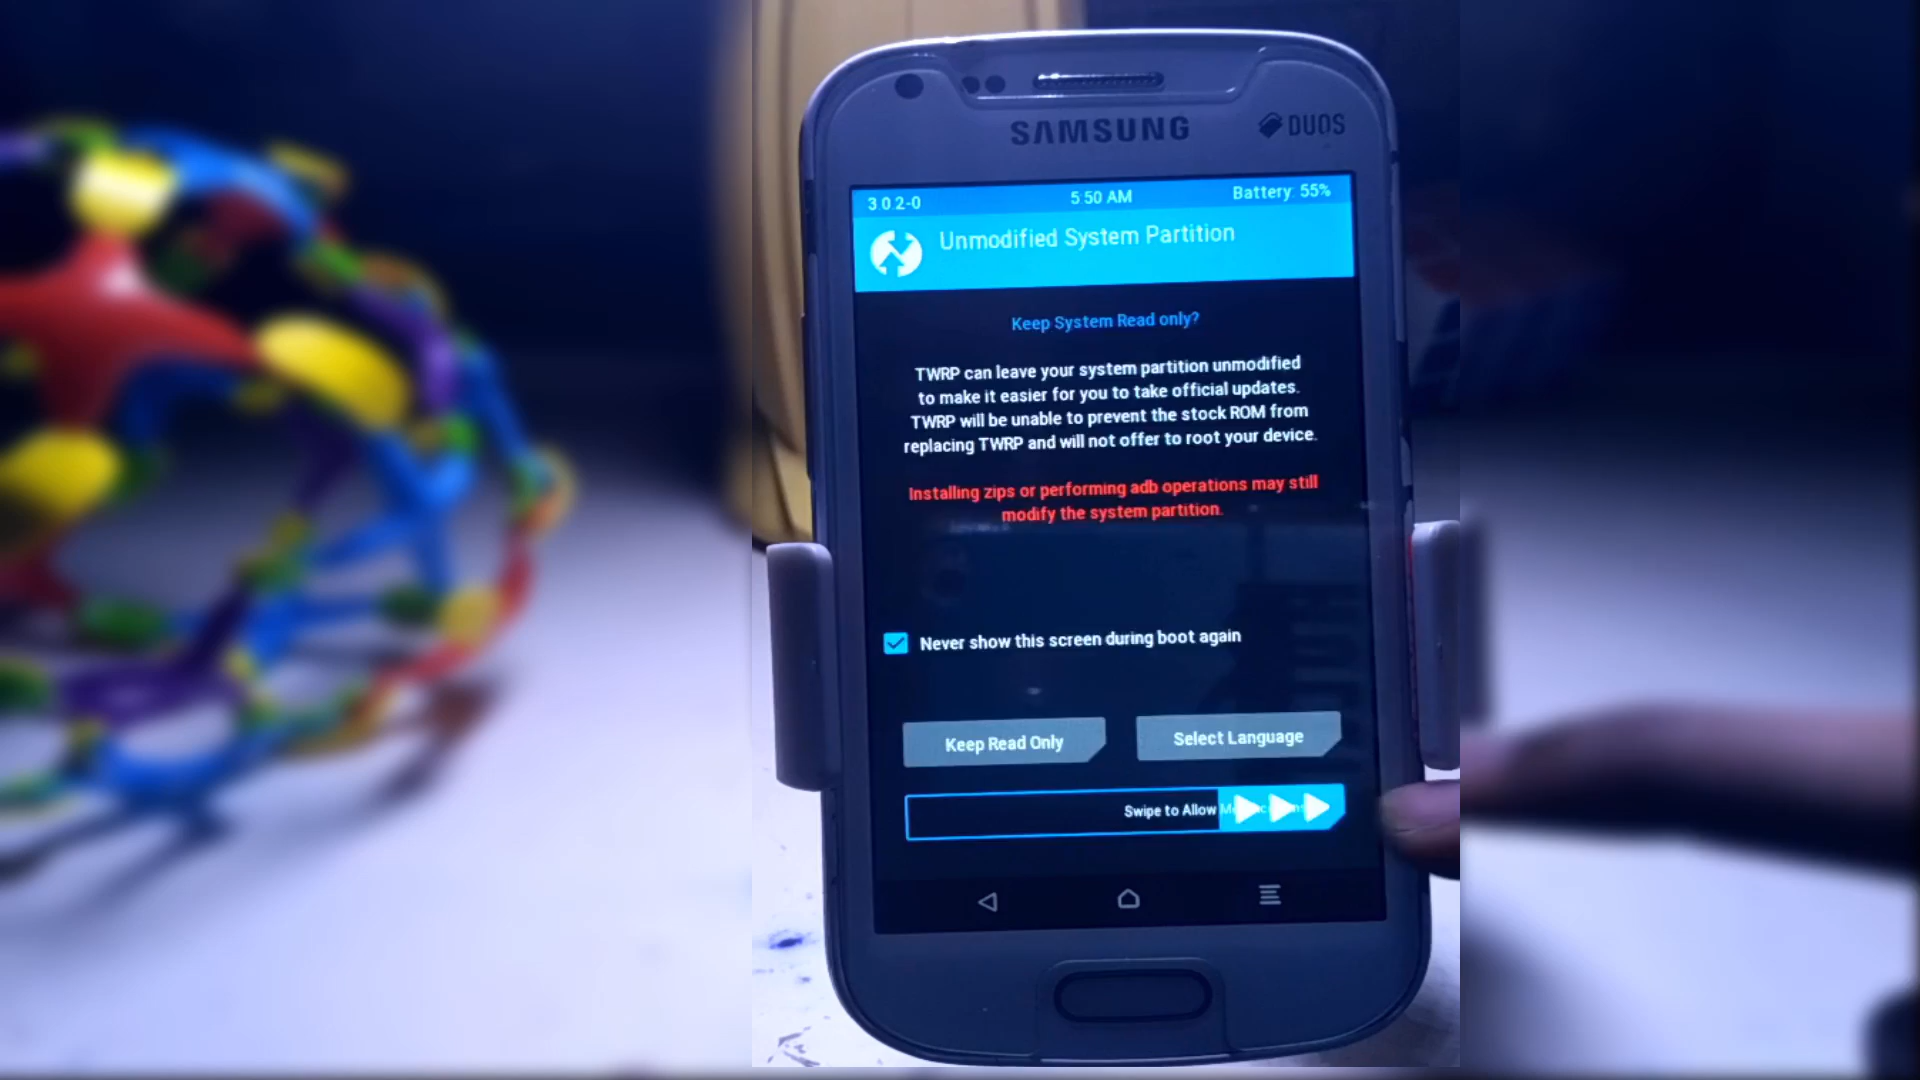 SAMSUNG
DUOS
3.0.2-0 5:50 AM Battery: 55%
Unmodified System Partition
Keep System Read only?
TWRP can leave your system partition unmodified
to make it easier for you to take official updates.
TWRP will be unable to prevent the stock ROM from
replacing TWRP and will not offer to root your device.
Installing zips or performing adb operations may still
modify the system partition.
Never show this screen during boot again
Keep Read Only
Select Language
Swipe to Allow